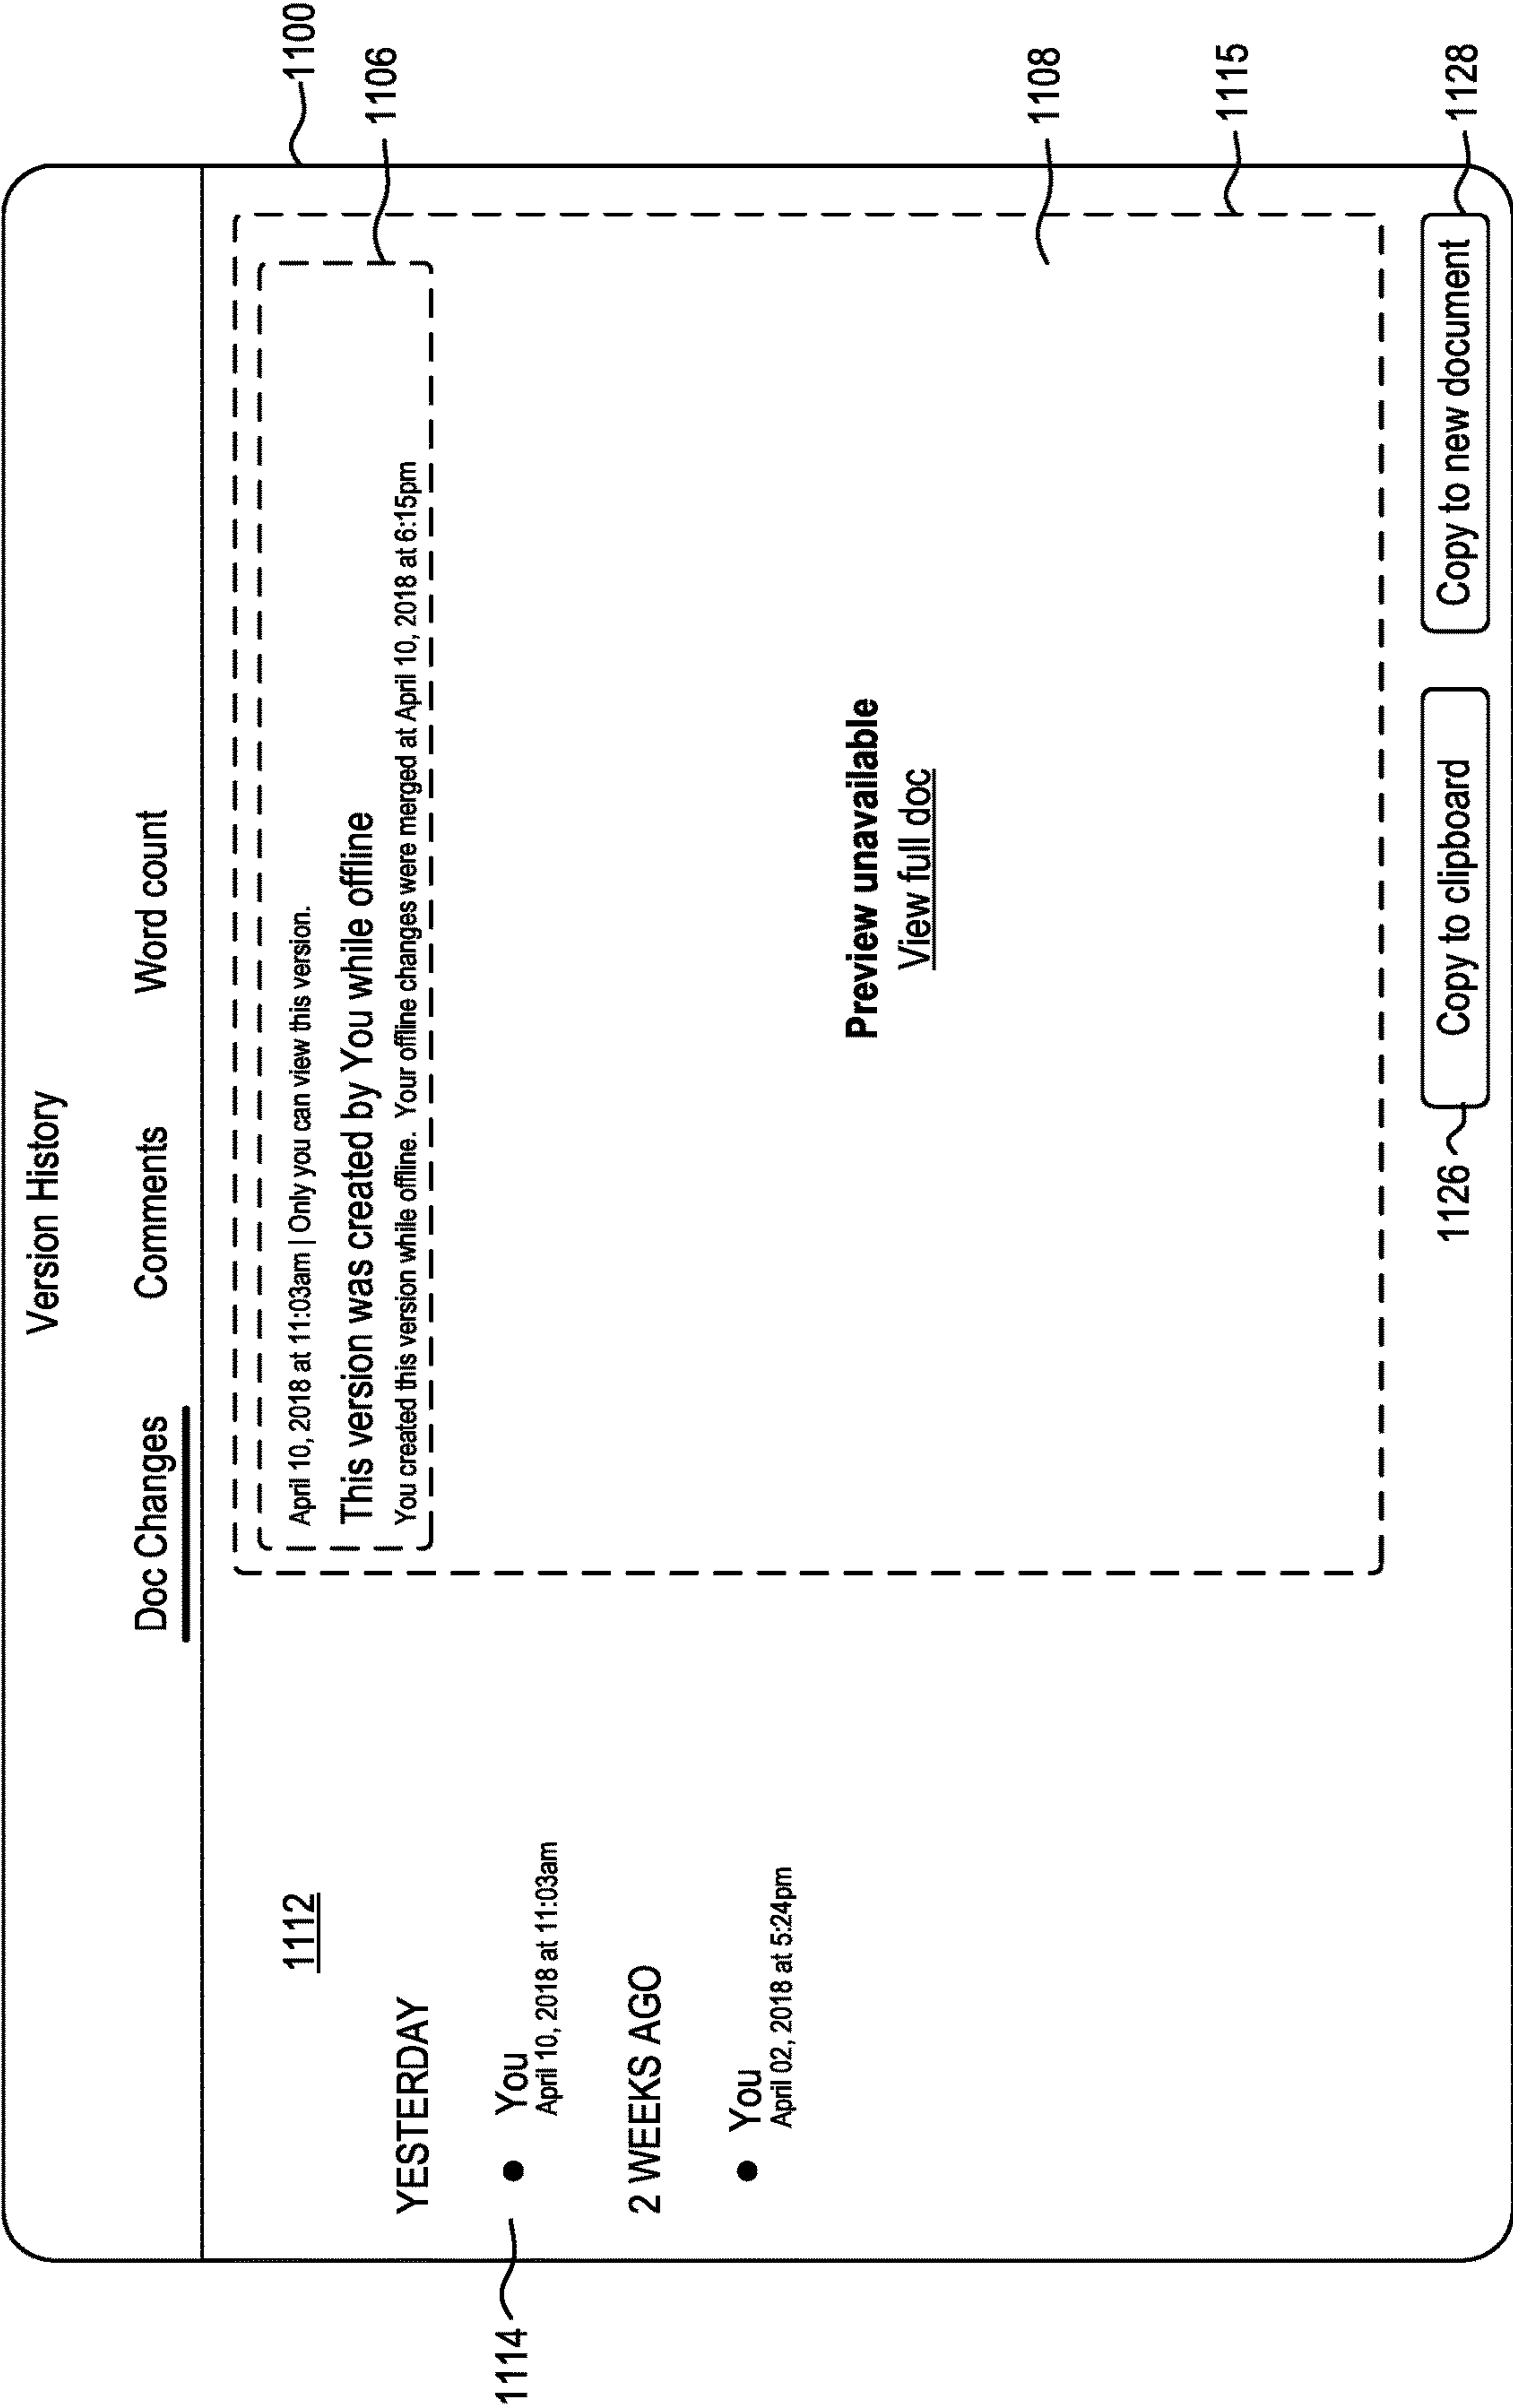 Version History
Doc Changes Comments Word count
1100
1112
1106
April 10, 2018 at 11:03am | Only you can view this version.
This version was created by You while offline
You created this version while offline. Your offline changes were merged at April 10, 2018 at 6:15pm
YESTERDAY
1114
You
April 10, 2018 at 11:03am
2 WEEKS AGO
You
April 02, 2018 at 5:24pm
Preview unavailable
View full doc
1108
1115
1126
Copy to clipboard
Copy to new document
1128